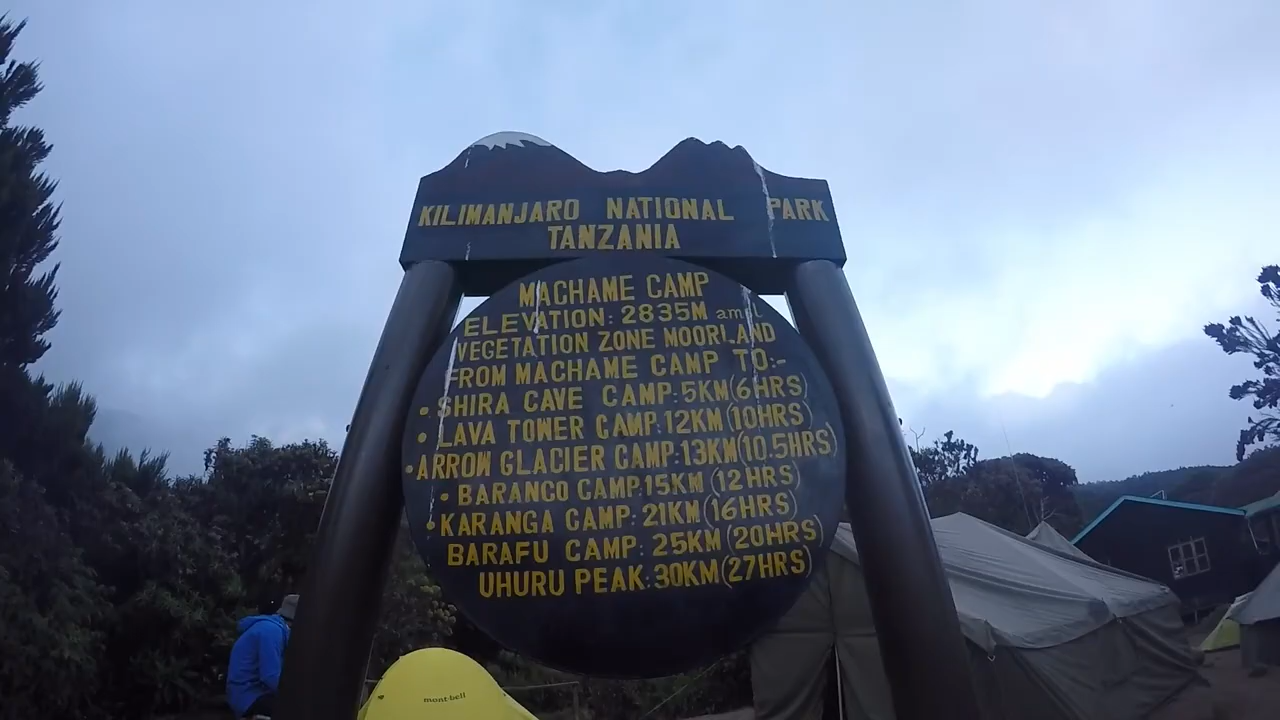 KILIMANJARO NATIONAL PARK
TANZANIA
MACHAME CAMP
ELEVATION: 2835M amsl
VEGETATION ZONE MOORLAND
FROM MACHAME CAMP TO:-
• SHIRA CAVE CAMP:5KM(6HRS)
• LAVA TOWER CAMP:12KM(10HRS)
•ARROW GLACIER CAMP:13KM(10.5HRS)
• BARANCO CAMP:15KM (12HRS)
•KARANGA CAMP: 21KM(16HRS)
BARAFU CAMP: 25KM(20HRS)
UHURU PEAK:30KM(27HRS)
mont-bell